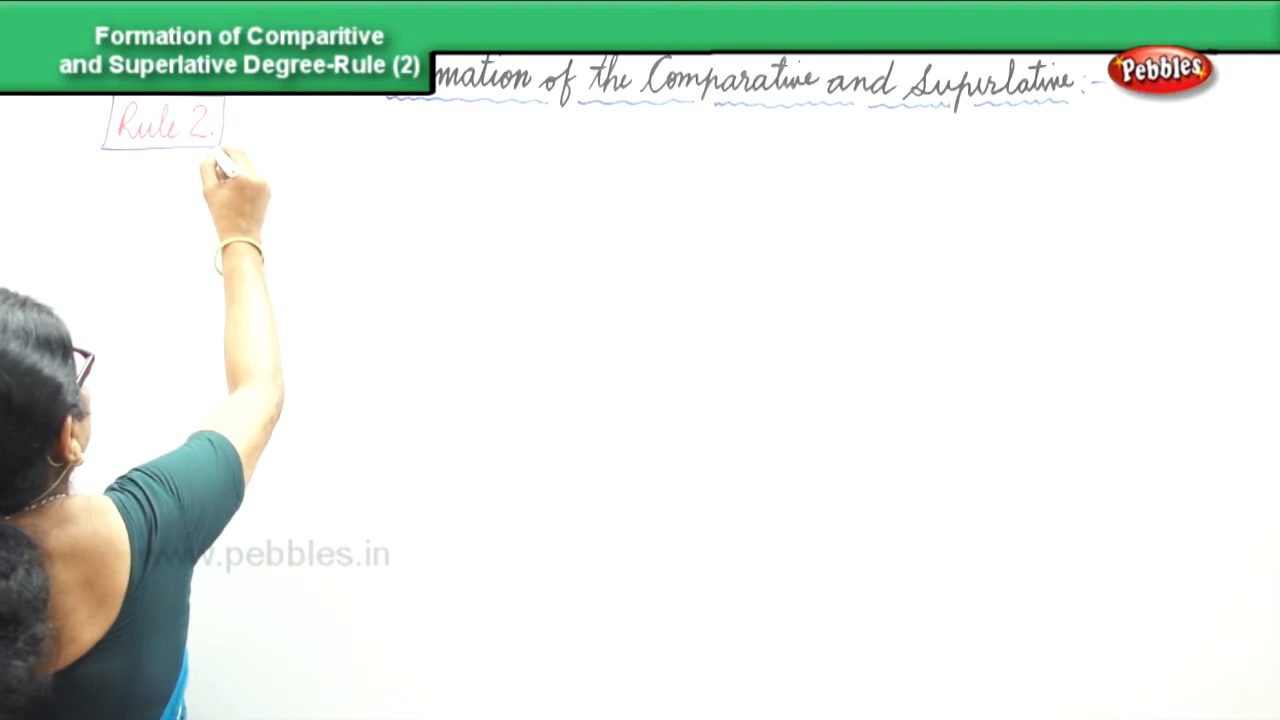 Formation of Comparitive
and Superlative Degree-Rule (2)
mation of the Comparative and Superlative :-
Pebbles
Rule 2.
www.pebbles.in